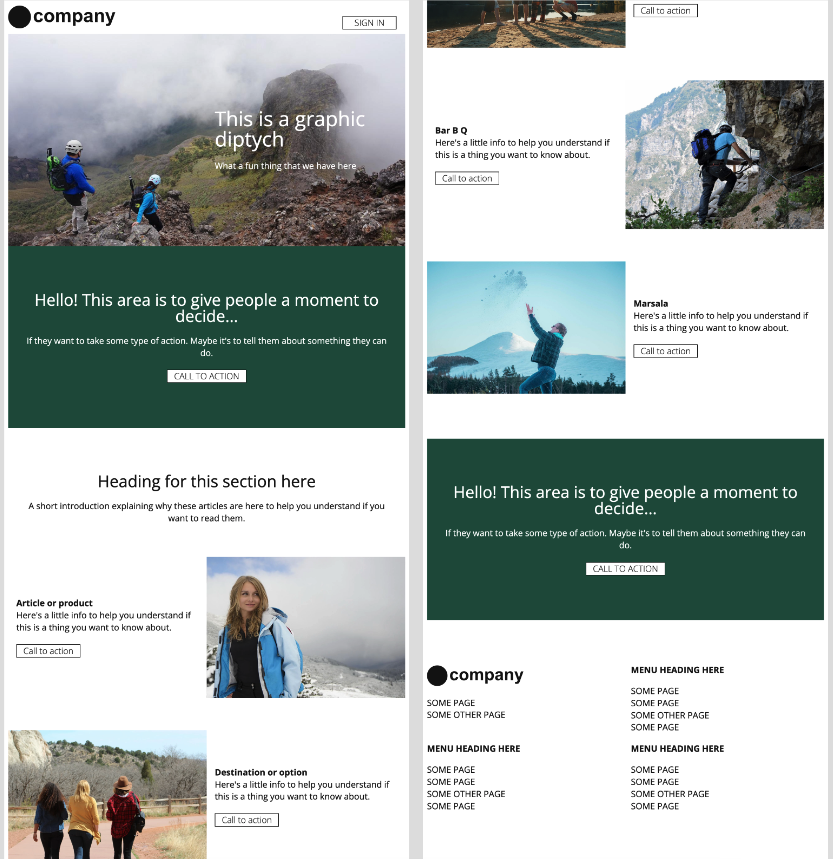 company
SIGN IN
This is a graphic
diptych
What a fun thing that we have here
Hello! This area is to give people a moment to
decide...
If they want to take some type of action. Maybe it's to tell them about something they can
do.
CALL TO ACTION
Heading for this section here
A short introduction explaining why these articles are here to help you understand if you
want to read them.
Article or product
Here's a little info to help you understand if
this is a thing you want to know about.
Call to action
Destination or option
Here's a little info to help you understand if
this is a thing you want to know about.
Call to action
Call to action
Bar B Q
Here's a little info to help you understand if
this is a thing you want to know about.
Call to action
Marsala
Here's a little info to help you understand if
this is a thing you want to know about.
Call to action
Hello! This area is to give people a moment to
decide...
If they want to take some type of action. Maybe it's to tell them about something they can
do.
CALL TO ACTION
company
SOME PAGE
SOME OTHER PAGE
MENU HEADING HERE
SOME PAGE
SOME PAGE
SOME OTHER PAGE
SOME PAGE
MENU HEADING HERE
SOME PAGE
SOME PAGE
SOME OTHER PAGE
SOME PAGE
MENU HEADING HERE
SOME PAGE
SOME PAGE
SOME OTHER PAGE
SOME PAGE